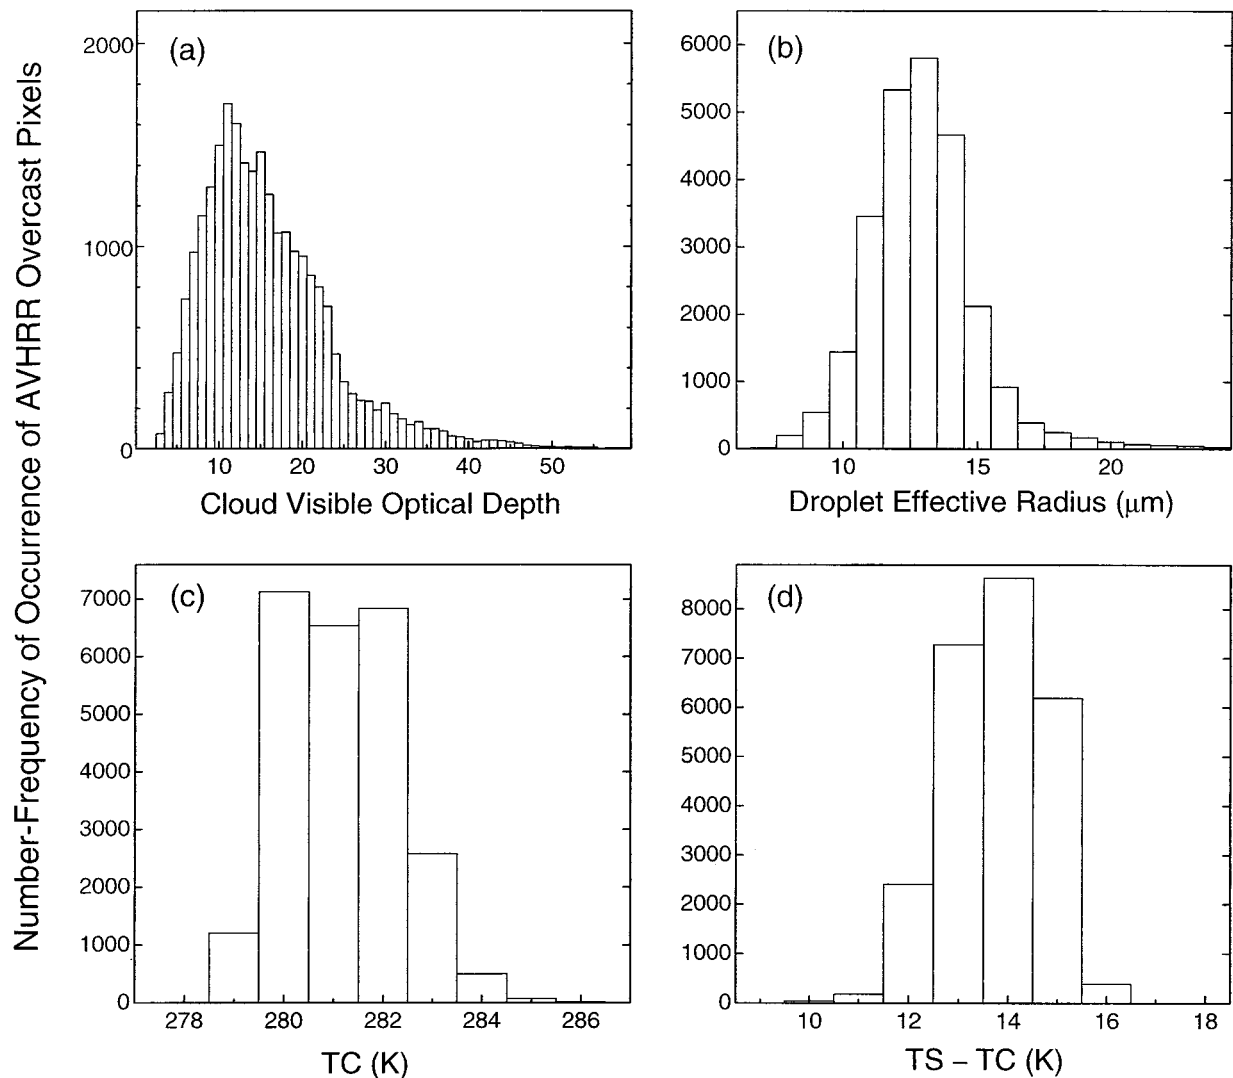 Number-Frequency of Occurrence of AVHRR Overcast Pixels
(a)
2000
1000
0
10 20 30 40 50
Cloud Visible Optical Depth
(b)
6000
5000
4000
3000
2000
1000
0
10 15 20
Droplet Effective Radius (μm)
(c)
7000
6000
5000
4000
3000
2000
1000
0
278 280 282 284 286
TC (K)
(d)
8000
7000
6000
5000
4000
3000
2000
1000
0
10 12 14 16 18
TS – TC (K)